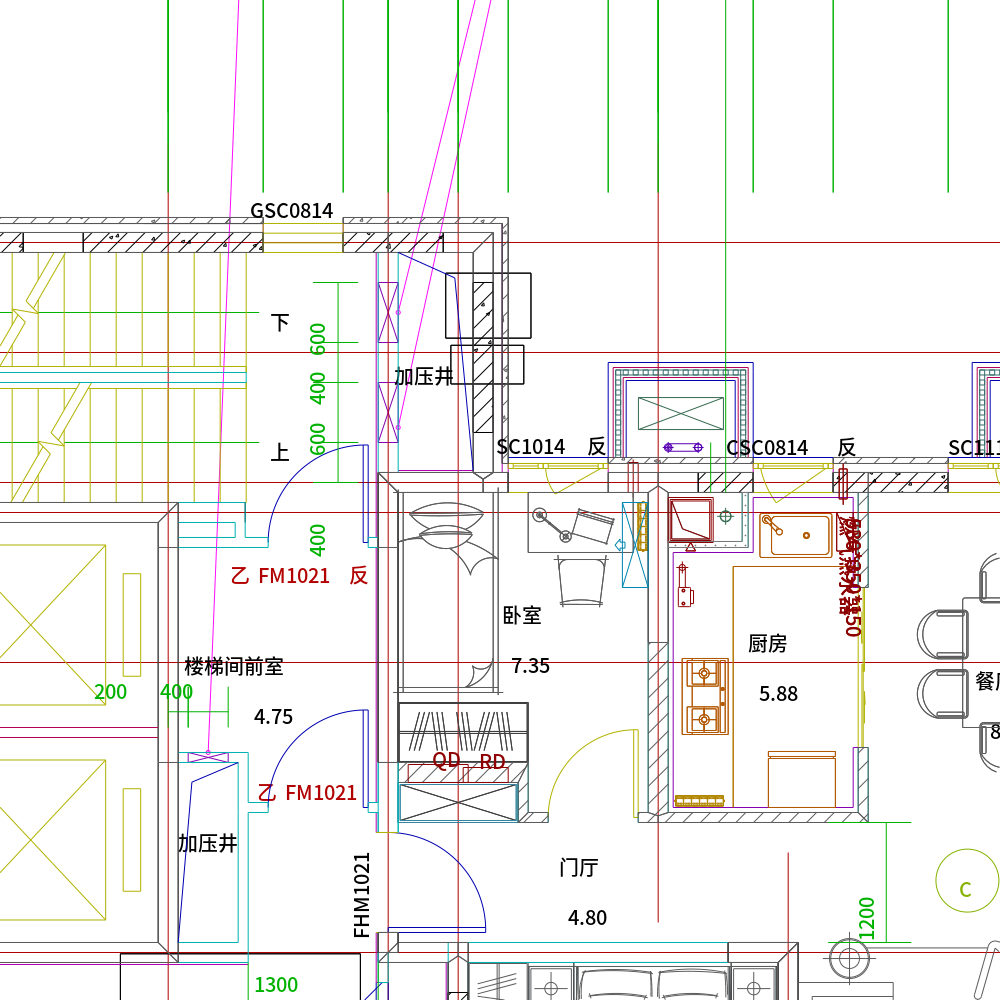 GSC0814
下
600
加压井
400
600
上
SC1014 反
CSC0814 反
SC111
400
乙 FM1021 反
卧室
7.35
厨房
5.88
楼梯间前室
餐厅
200
400
4.75
8
QD RD
乙 FM1021
加压井
FHM1021
门厅
4.80
C
1200
1300